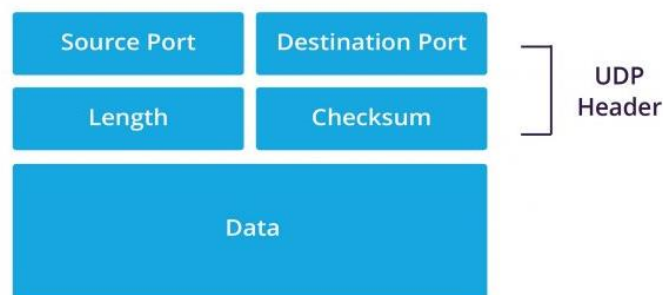 Source Port
Destination Port
Length
Checksum
UDP
Header
Data